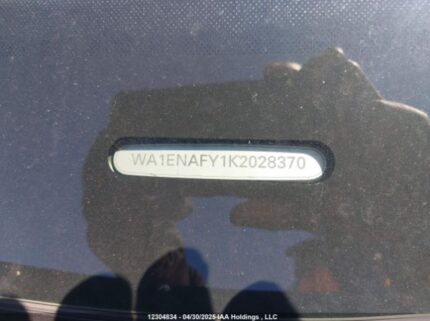 WA1ENAFY1K2028370
12304834 - 04/30/2025 IAA Holdings , LLC